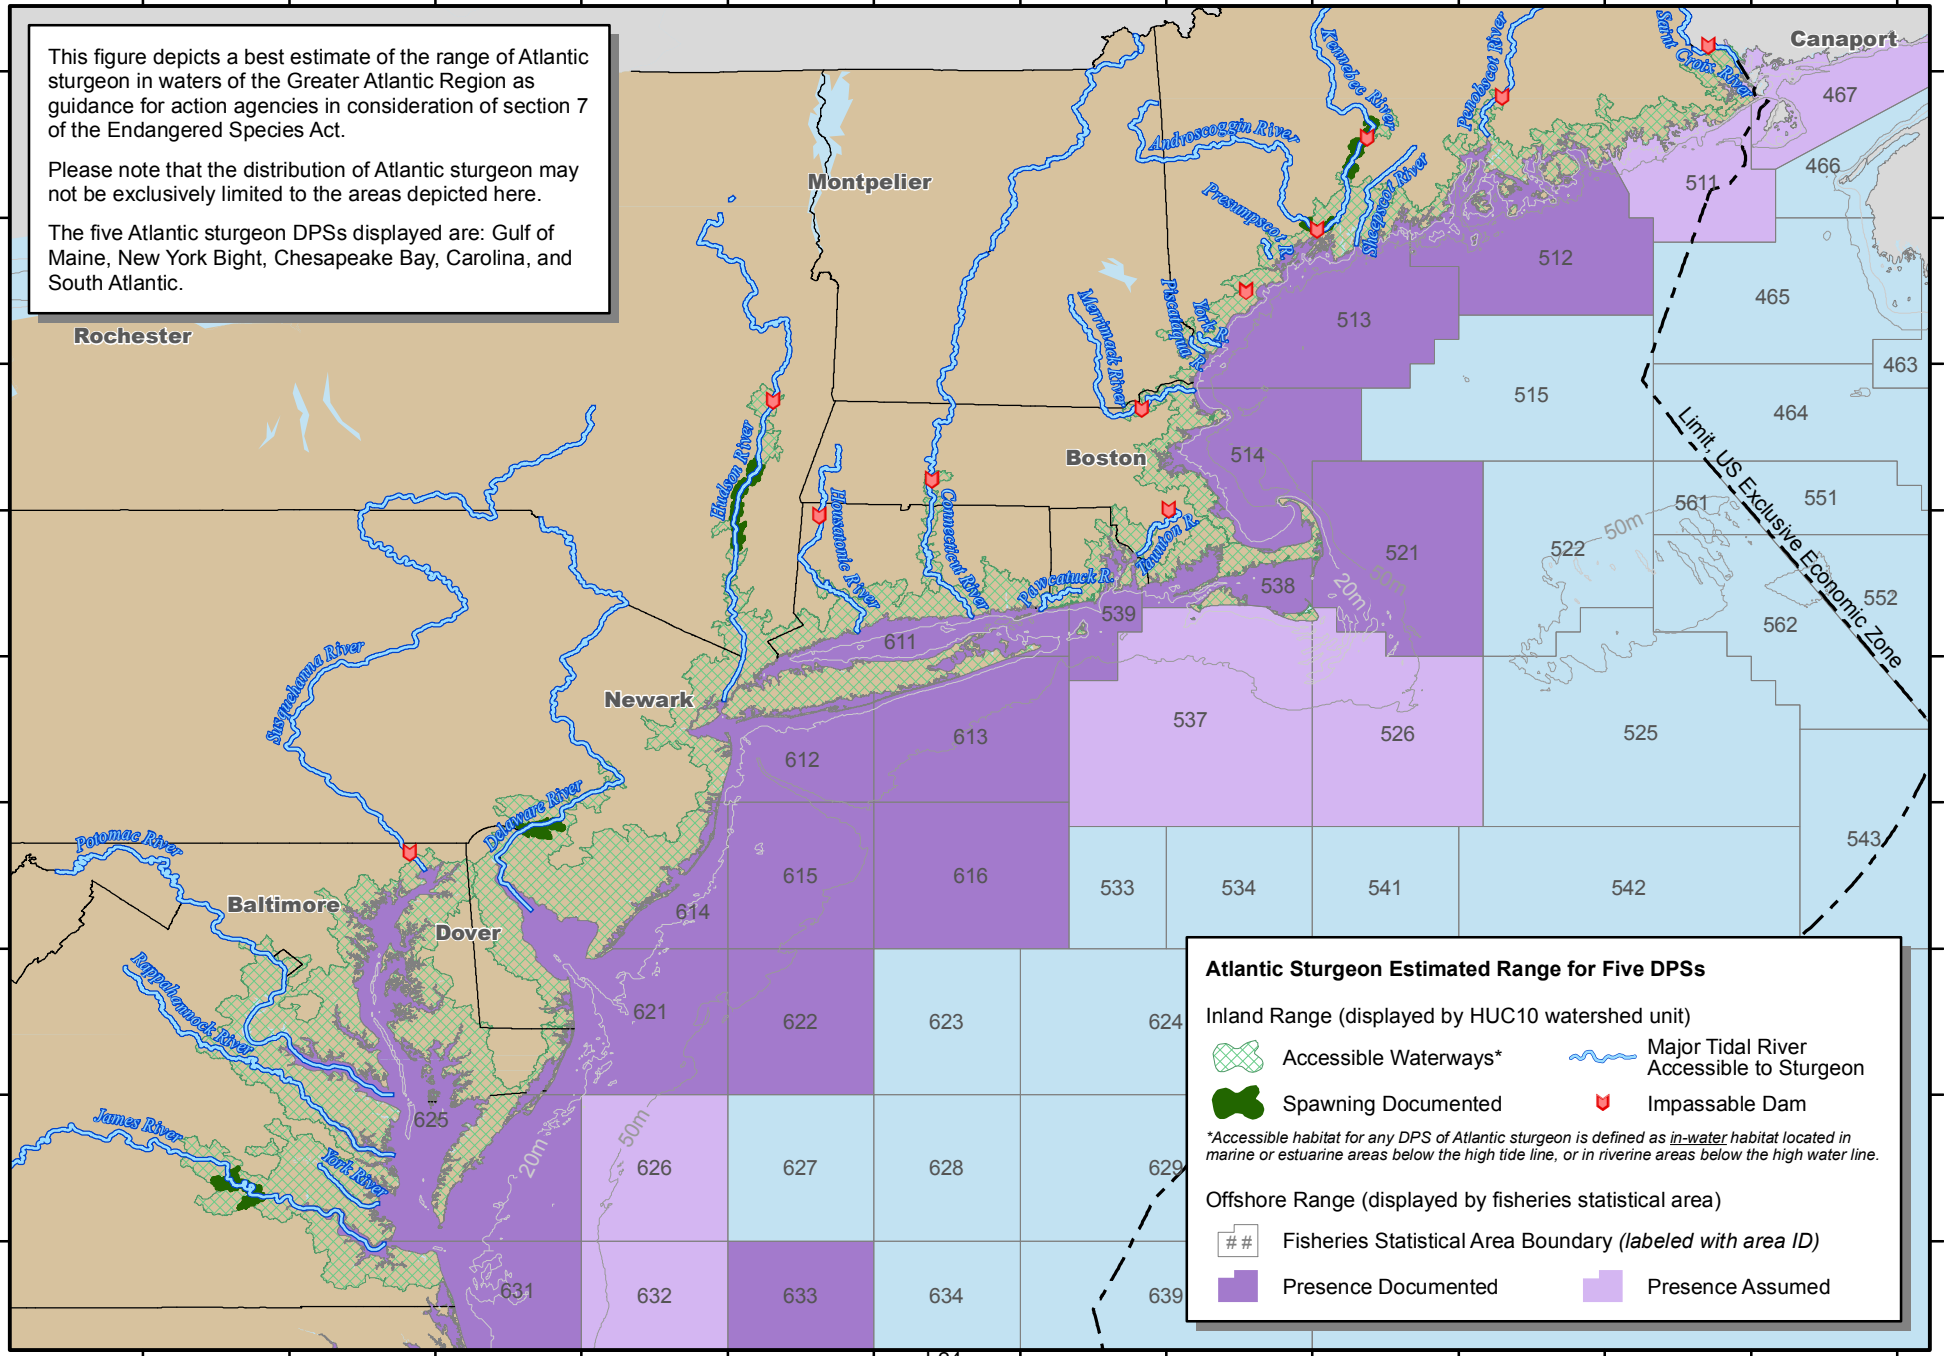 This figure depicts a best estimate of the range of Atlantic
sturgeon in waters of the Greater Atlantic Region as
guidance for action agencies in consideration of section 7
of the Endangered Species Act.
Please note that the distribution of Atlantic sturgeon may
not be exclusively limited to the areas depicted here.
The five Atlantic sturgeon DPSs displayed are: Gulf of
Maine, New York Bight, Chesapeake Bay, Carolina, and
South Atlantic.
Canaport
Saint Croix River
Penobscot River
Kennebec River
Androscoggin River
Sheepscot River
Presumpscot R.
Piscataqua R.
York R.
Merrimack River
Montpelier
Rochester
Boston
Hudson River
Housatonic River
Connecticut River
Pawcatuck R.
Taunton R.
Newark
Susquehanna River
Delaware River
Potomac River
Baltimore
Dover
Rappahannock River
James River
York River
467
466
511
512
465
513
463
515
464
514
551
561
521
522
538
539
552
562
611
537
526
525
613
612
543
615
616
533
534
541
542
614
621
622
623
624
625
626
627
628
629
631
632
633
634
639
50m
20m
50m
50m
20m
Limit, US Exclusive Economic Zone
Atlantic Sturgeon Estimated Range for Five DPSs
Inland Range (displayed by HUC10 watershed unit)
Accessible Waterways*
Major Tidal River
Accessible to Sturgeon
Spawning Documented
Impassable Dam
*Accessible habitat for any DPS of Atlantic sturgeon is defined as in-water habitat located in
marine or estuarine areas below the high tide line, or in riverine areas below the high water line.
Offshore Range (displayed by fisheries statistical area)
##
Fisheries Statistical Area Boundary (labeled with area ID)
Presence Documented
Presence Assumed